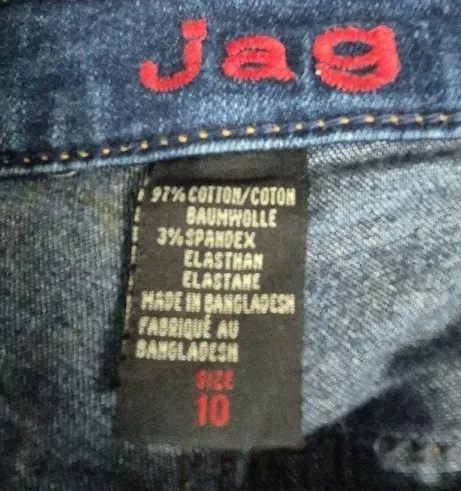 Jag
97% COTTON/COTON
BAUMWOLLE
3% SPANDEX
ELASTHAN
ELASTANE
MADE IN BANGLADESH
FABRIQUÉ AU
BANGLADESH
SIZE
10